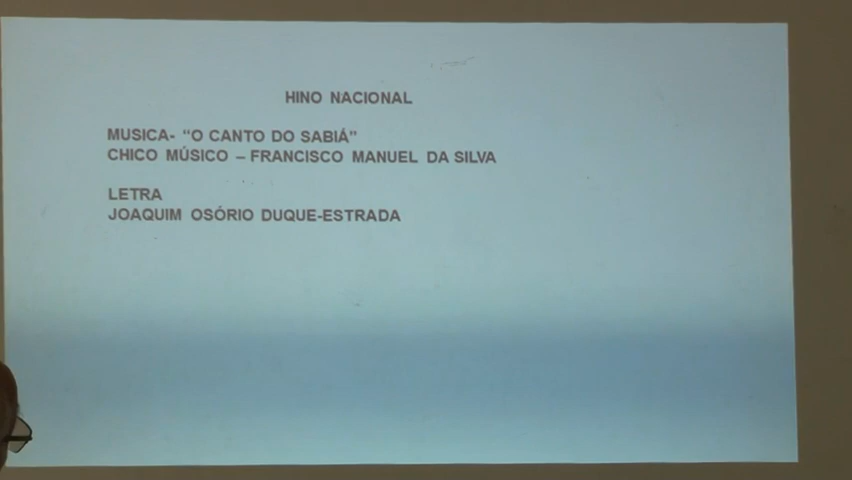 HINO NACIONAL
MUSICA- “O CANTO DO SABIÁ”
CHICO MÚSICO – FRANCISCO MANUEL DA SILVA
LETRA
JOAQUIM OSÓRIO DUQUE-ESTRADA